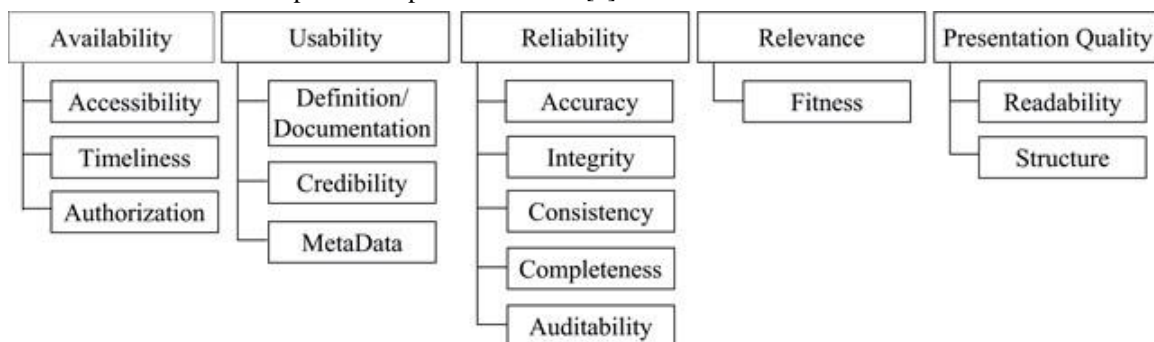 Availability
Accessibility
Timeliness
Authorization
Usability
Definition/
Documentation
Credibility
MetaData
Reliability
Accuracy
Integrity
Consistency
Completeness
Auditability
Relevance
Fitness
Presentation Quality
Readability
Structure